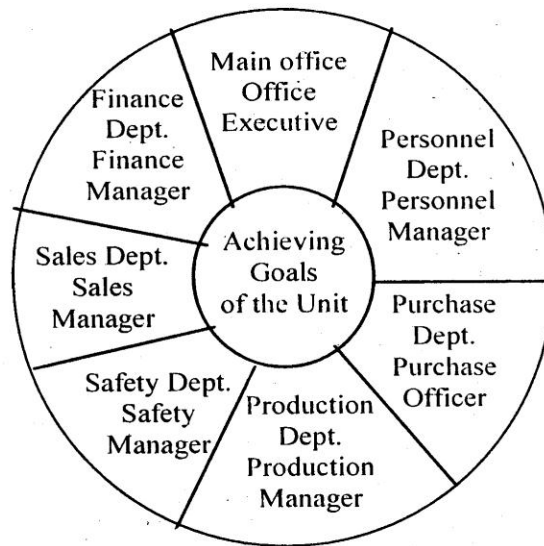 Main office
Office
Executive
Personnel
Dept.
Personnel
Manager
Purchase
Dept.
Purchase
Officer
Production
Dept.
Production
Manager
Safety Dept.
Safety
Manager
Sales Dept.
Sales
Manager
Finance
Dept.
Finance
Manager
Achieving
Goals
of the Unit